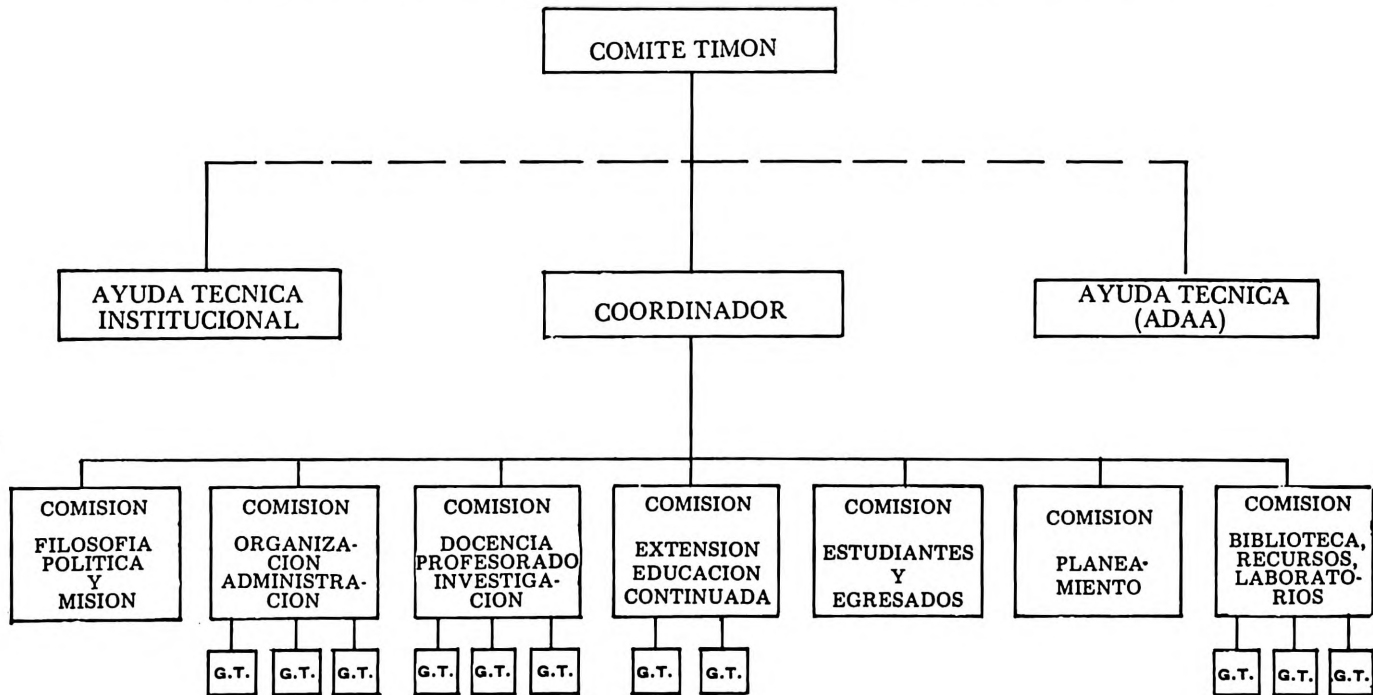 COMITE TIMON
AYUDA TECNICA
INSTITUCIONAL
COORDINADOR
AYUDA TECNICA
(ADAA)
COMISION
FILOSOFIA
POLITICA
Y
MISION
COMISION
ORGANIZA-
CION
ADMINISTRA-
CION
COMISION
DOCENCIA
PROFESORADO
INVESTIGA-
CION
COMISION
EXTENSION
EDUCACION
CONTINUADA
COMISION
ESTUDIANTES
Y
EGRESADOS
COMISION
PLANEA-
MIENTO
COMISION
BIBLIOTECA,
RECURSOS,
LABORATO-
RIOS
G.T.
G.T.
G.T.
G.T.
G.T.
G.T.
G.T.
G.T.
G.T.
G.T.
G.T.